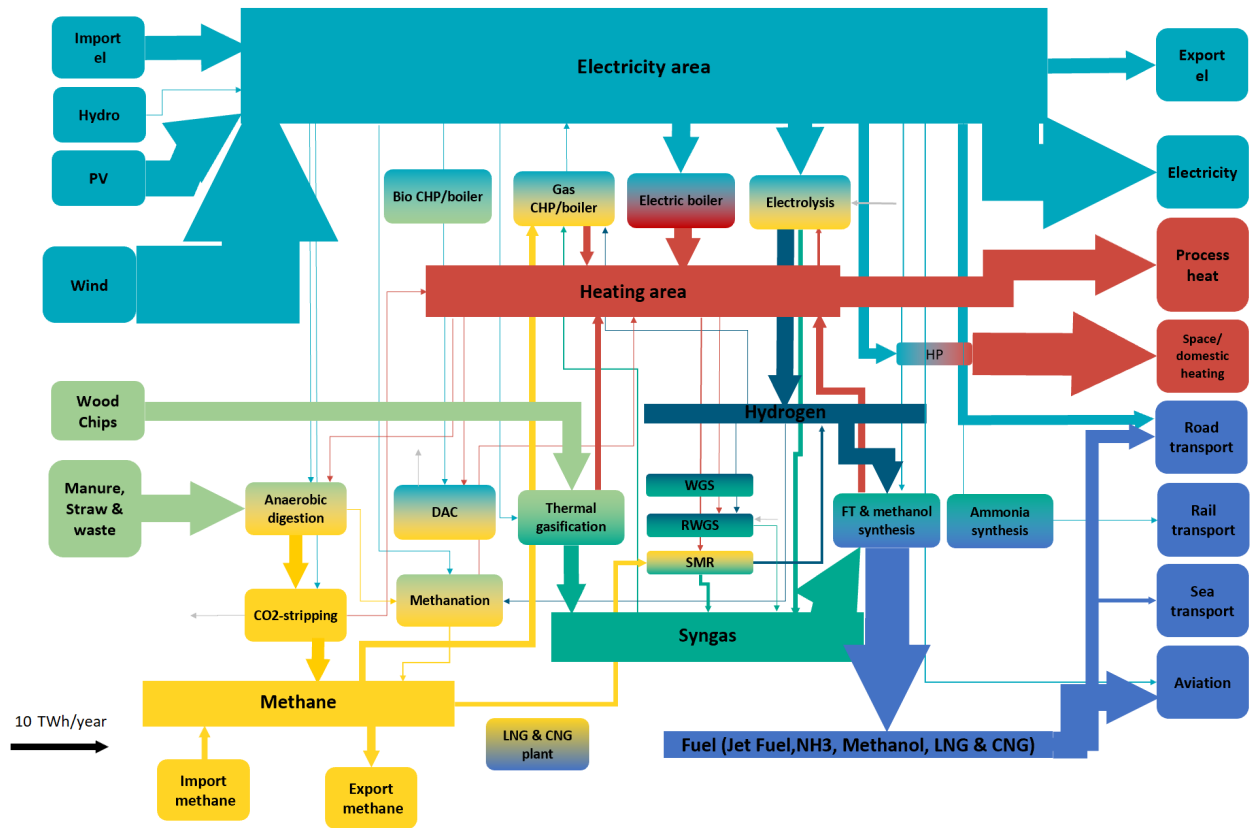 Import
el
Electricity area
Export
el
Hydro
PV
Electricity
Bio CHP/boiler
Gas
CHP/boiler
Electric boiler
Electrolysis
Wind
Heating area
Process
heat
HP
Space/
domestic
heating
Wood
Chips
Hydrogen
Road
transport
Manure,
Straw &
waste
Anaerobic
digestion
DAC
Thermal
gasification
WGS
RWGS
SMR
FT & methanol
synthesis
Ammonia
synthesis
Rail
transport
CO2-stripping
Methanation
Syngas
Sea
transport
Aviation
Methane
10 TWh/year
LNG & CNG
plant
Fuel (Jet Fuel,NH3, Methanol, LNG & CNG)
Import
methane
Export
methane